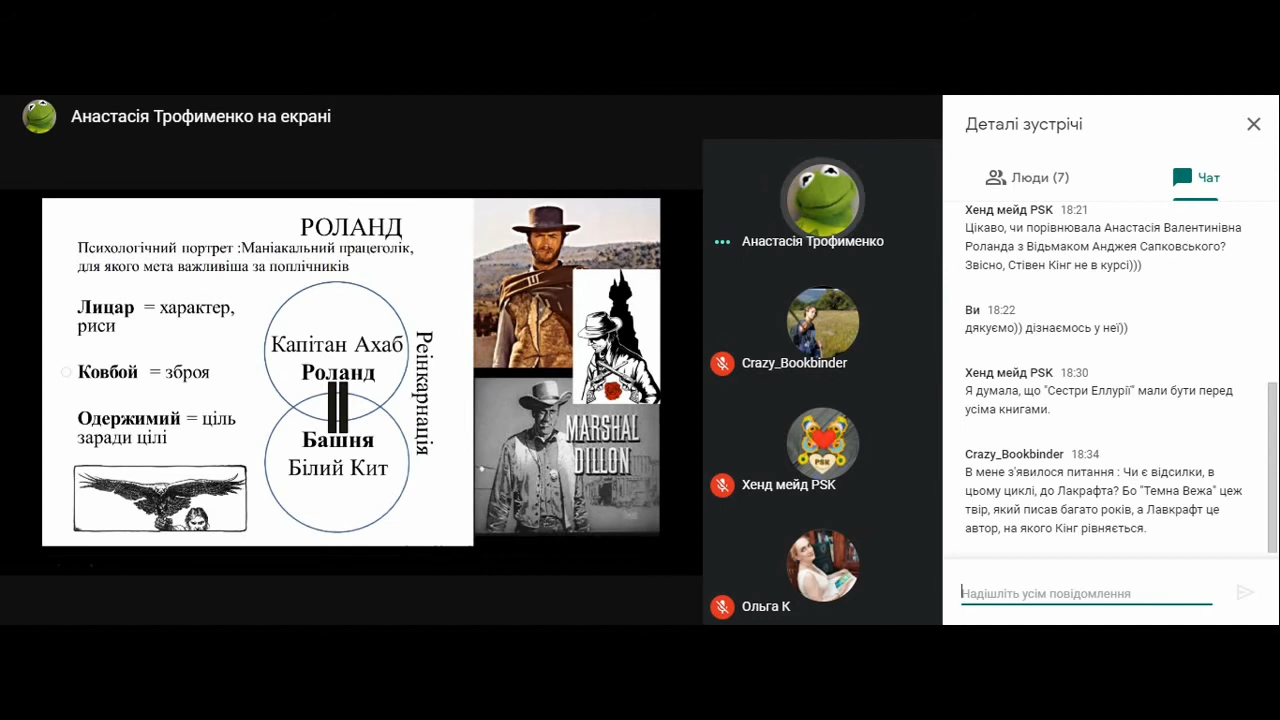 Анастасія Трофименко на екрані
РОЛАНД
Психологічний портрет :Маніакальний працеголік,
для якого мета важливіша за поплічників
Лицар = характер,
риси
Ковбой = зброя
Одержимий = ціль
заради цілі
Капітан Ахаб
Роланд
Башня
Білий Кит
Реінкарнація
MARSHAL
DILLON
Анастасія Трофименко
Crazy_Bookbinder
PSK
Хенд мейд PSK
Ольга К
Деталі зустрічі
Люди (7)
Чат
Хенд мейд PSK 18:21
Цікаво, чи порівнювала Анастасія Валентинівна
Роланда з Відьмаком Анджея Сапковського?
Звісно, Стівен Кінг не в курсі)))
Ви 18:22
дякуємо)) дізнаємось у неї))
Хенд мейд PSK 18:30
Я думала, що "Сестри Еллурії" мали бути перед
усіма книгами.
Crazy_Bookbinder 18:34
В мене з'явилося питання : Чи є відсилки, в
цьому циклі, до Лакрафта? Бо "Темна Вежа" цеж
твір, який писав багато років, а Лавкрафт це
автор, на якого Кінг рівняється.
Надішліть усім повідомлення